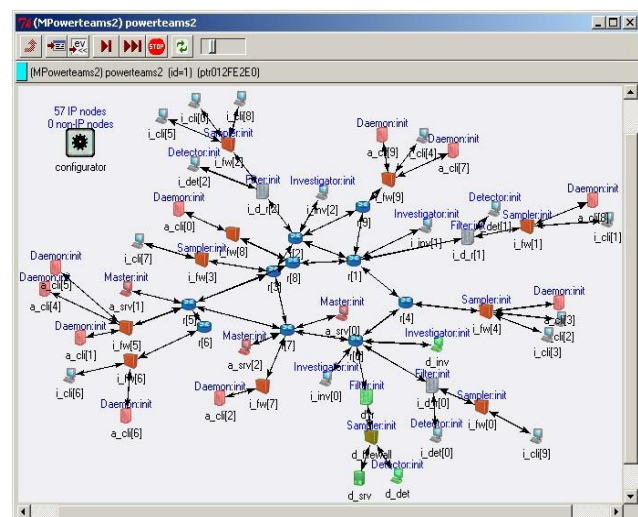 (MPowerteams2) powerteams2
STOP
(MPowerteams2) powerteams2 (id=1) (ptr012FE2E0)
57 IP nodes
0 non-IP nodes
configurator
i_cli[0]
i_cli[8]
i_cli[5]
Sampler:init
i_fw[2]
Detector:init
i_det[2]
Filter:init
i_d_r[2]
Daemon:init
a_cli[9]
i_cli[4]
Daemon:init
a_cli[7]
i_fw[9]
Investigator:init
i_inv[2]
r[9]
Daemon:init
a_cli[0]
i_fw[8]
r[2]
Investigator:init
i_inv[1]
Detector:init
det[1]
Filter:init
i_d_r[1]
Sampler:init
i_fw[1]
Daemon:init
a_cli[8]
i_cli[1]
i_cli[7]
Sampler:init
i_fw[3]
r[3]
r[8]
r[1]
Daemon:init
a_cli[5]
Daemon:init
a_cli[4]
Master:init
a_srv[1]
r[5]
r[6]
Daemon:init
a_cli[1]
i_fw[5]
Master:init
a_srv[2]
r[7]
Master:init
a_srv[0]
r[4]
Sampler:init
i_fw[4]
Daemon:init
a_cli[3]
i_cli[2]
i_cli[3]
Investigator:init
d_inv
i_cli[6]
i_fw[6]
Daemon:init
a_cli[6]
Daemon:init
a_cli[2]
i_fw[7]
Investigator:init
i_inv[0]
Filter:init
Filter:init
i_d_r[0]
Sampler:init
i_fw[0]
i_cli[9]
Detector:init
i_det[0]
Sampler:init
d_firewall
Detector:init
d_srv
d_det